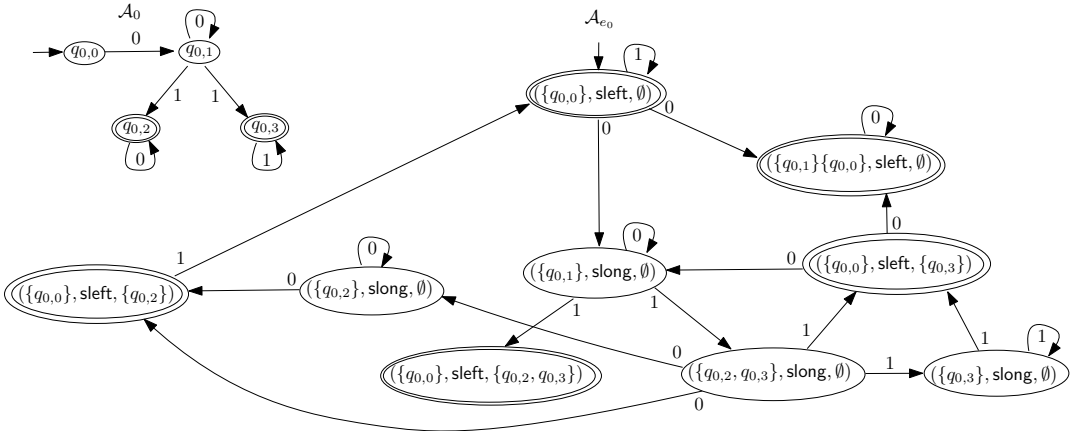 𝒜₀
𝒜ₑ₀
0
1
0
q₀,₀
q₀,₁
({q₀,₀}, sleft, ∅)
0
0
0
1
1
q₀,₂
q₀,₃
({q₀,₁}{q₀,₀}, sleft, ∅)
0
1
0
1
0
0
0
({q₀,₀}, sleft, {q₀,₂})
0
({q₀,₂}, slong, ∅)
({q₀,₁}, slong, ∅)
0
({q₀,₀}, sleft, {q₀,₃})
1
1
1
1
0
1
({q₀,₀}, sleft, {q₀,₂, q₀,₃})
({q₀,₂, q₀,₃}, slong, ∅)
1
({q₀,₃}, slong, ∅)
0